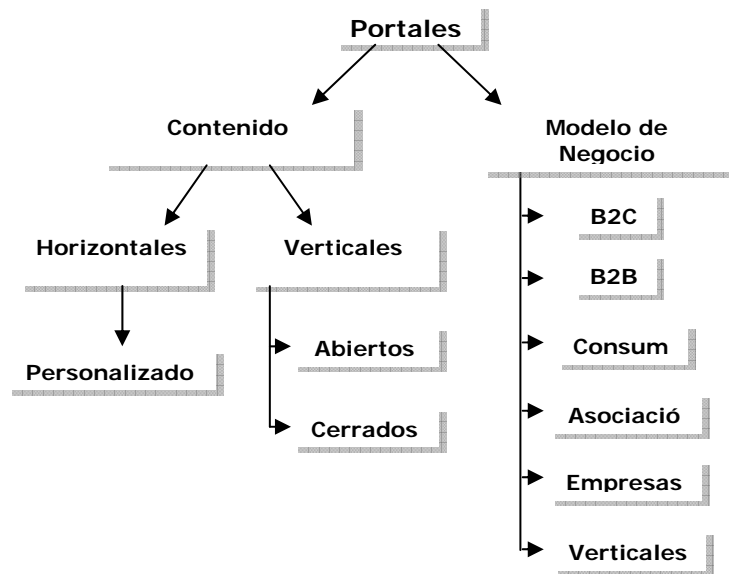 Portales
Contenido
Modelo de
Negocio
Horizontales
Verticales
Personalizado
Abiertos
Cerrados
B2C
B2B
Consum
Asociació
Empresas
Verticales